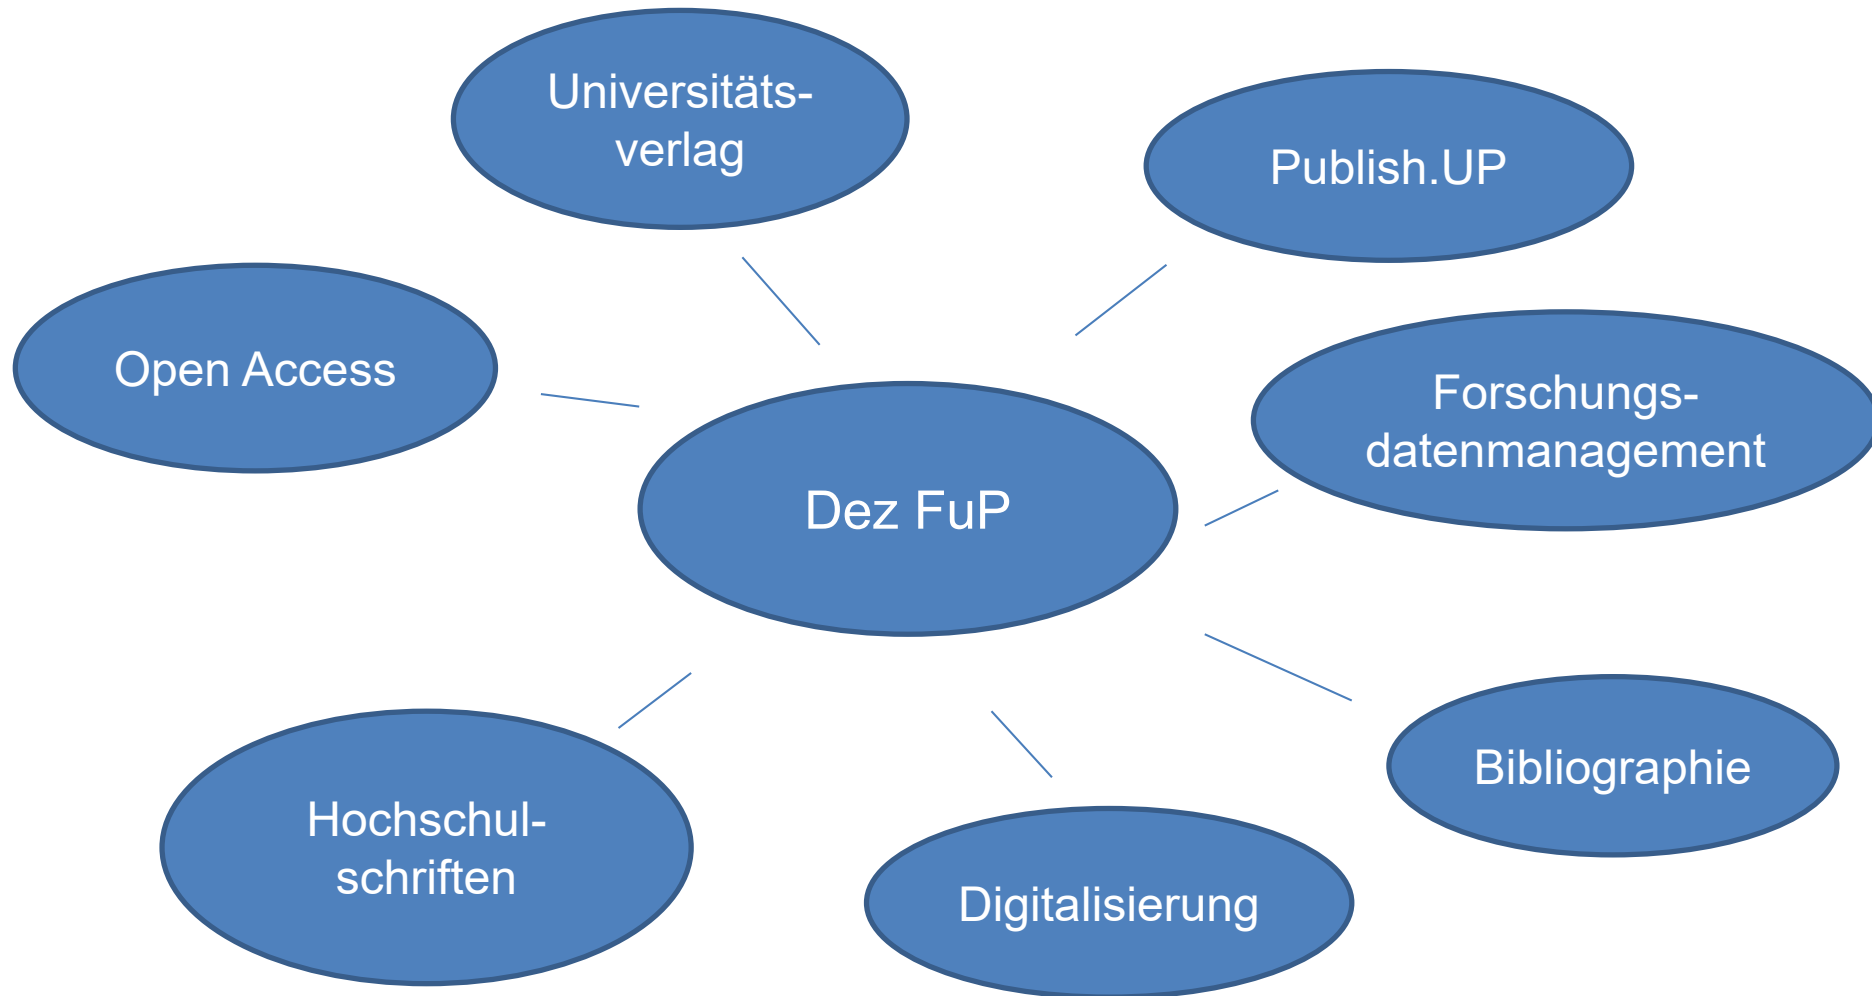 Universitäts-
verlag
Publish.UP
Open Access
Forschungs-
datenmanagement
Dez FuP
Bibliographie
Hochschul-
schriften
Digitalisierung